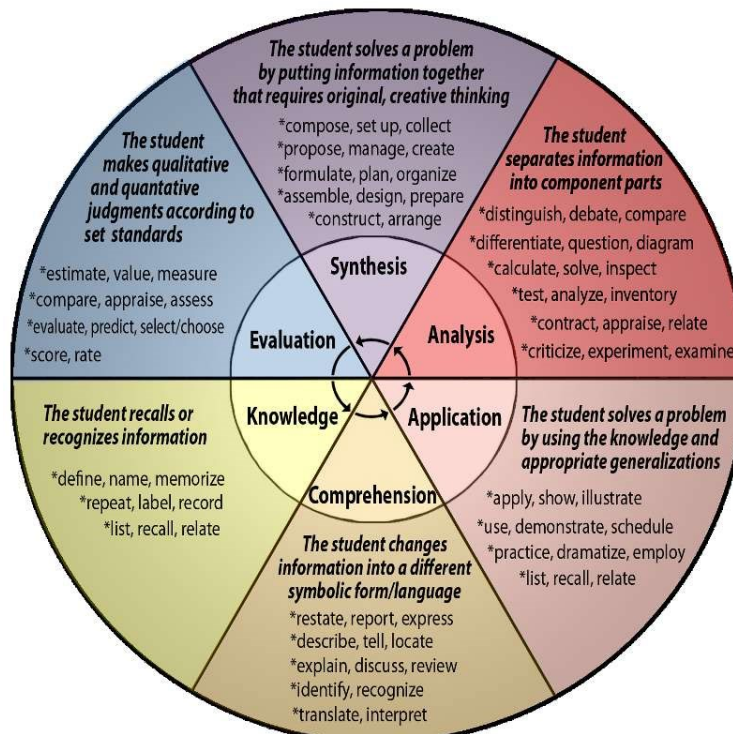 The student solves a problem
by putting information together
that requires original, creative thinking
*compose, set up, collect
*propose, manage, create
*formulate, plan, organize
*assemble, design, prepare
*construct, arrange
Synthesis
The student
separates information
into component parts
*distinguish, debate, compare
*differentiate, question, diagram
*calculate, solve, inspect
*test, analyze, inventory
*contract, appraise, relate
*criticize, experiment, examine
Analysis
The student solves a problem
by using the knowledge and
appropriate generalizations
*apply, show, illustrate
*use, demonstrate, schedule
*practice, dramatize, employ
*list, recall, relate
Application
Comprehension
The student changes
information into a different
symbolic form/language
*restate, report, express
*describe, tell, locate
*explain, discuss, review
*identify, recognize
*translate, interpret
Knowledge
The student recalls or
recognizes information
*define, name, memorize
*repeat, label, record
*list, recall, relate
The student
makes qualitative
and quantative
judgments according to
set standards
*estimate, value, measure
*compare, appraise, assess
*evaluate, predict, select/choose
*score, rate
Evaluation